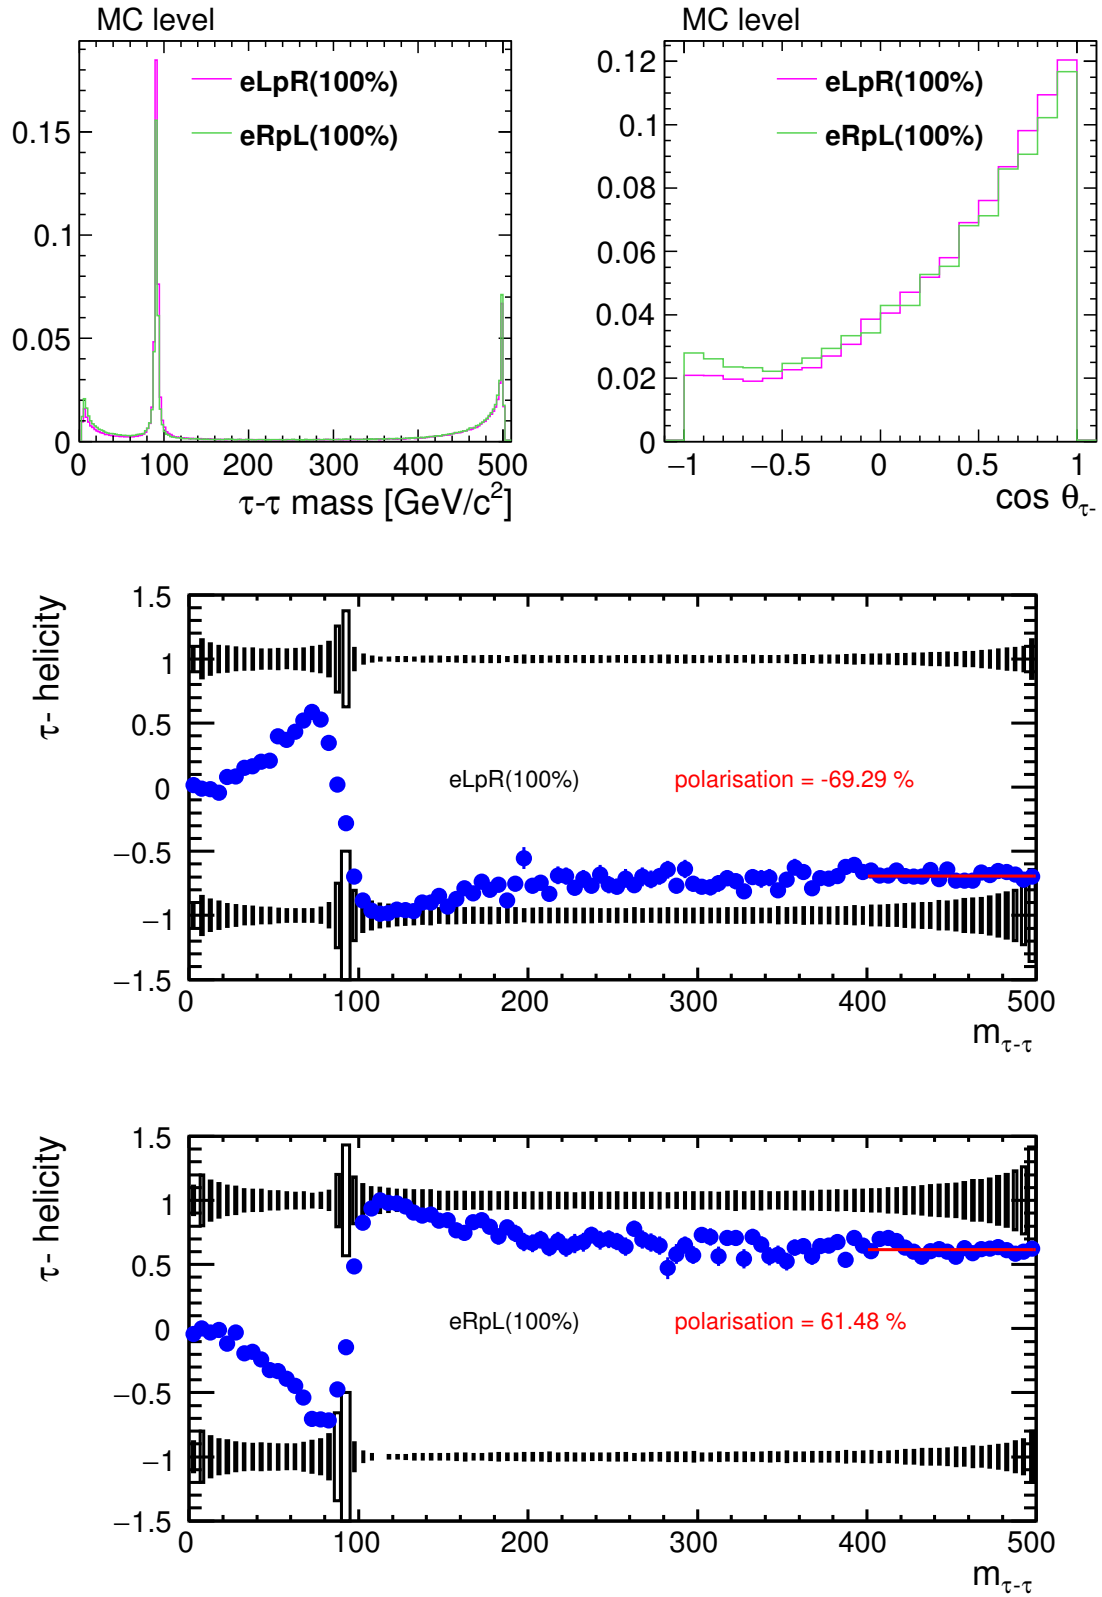 MC level
eLpR(100%)
eRpL(100%)
0.15
0.1
0.05
0
0 100 200 300 400 500
τ-τ mass [GeV/c²]
MC level
eLpR(100%)
eRpL(100%)
0.12
0.1
0.08
0.06
0.04
0.02
0
−1 −0.5 0 0.5 1
cos θτ-
τ- helicity
1.5
1
0.5
0
−0.5
−1
−1.5
eLpR(100%) polarisation = -69.29 %
0 100 200 300 400 500
mτ-τ
τ- helicity
1.5
1
0.5
0
−0.5
−1
−1.5
eRpL(100%) polarisation = 61.48 %
0 100 200 300 400 500
mτ-τ